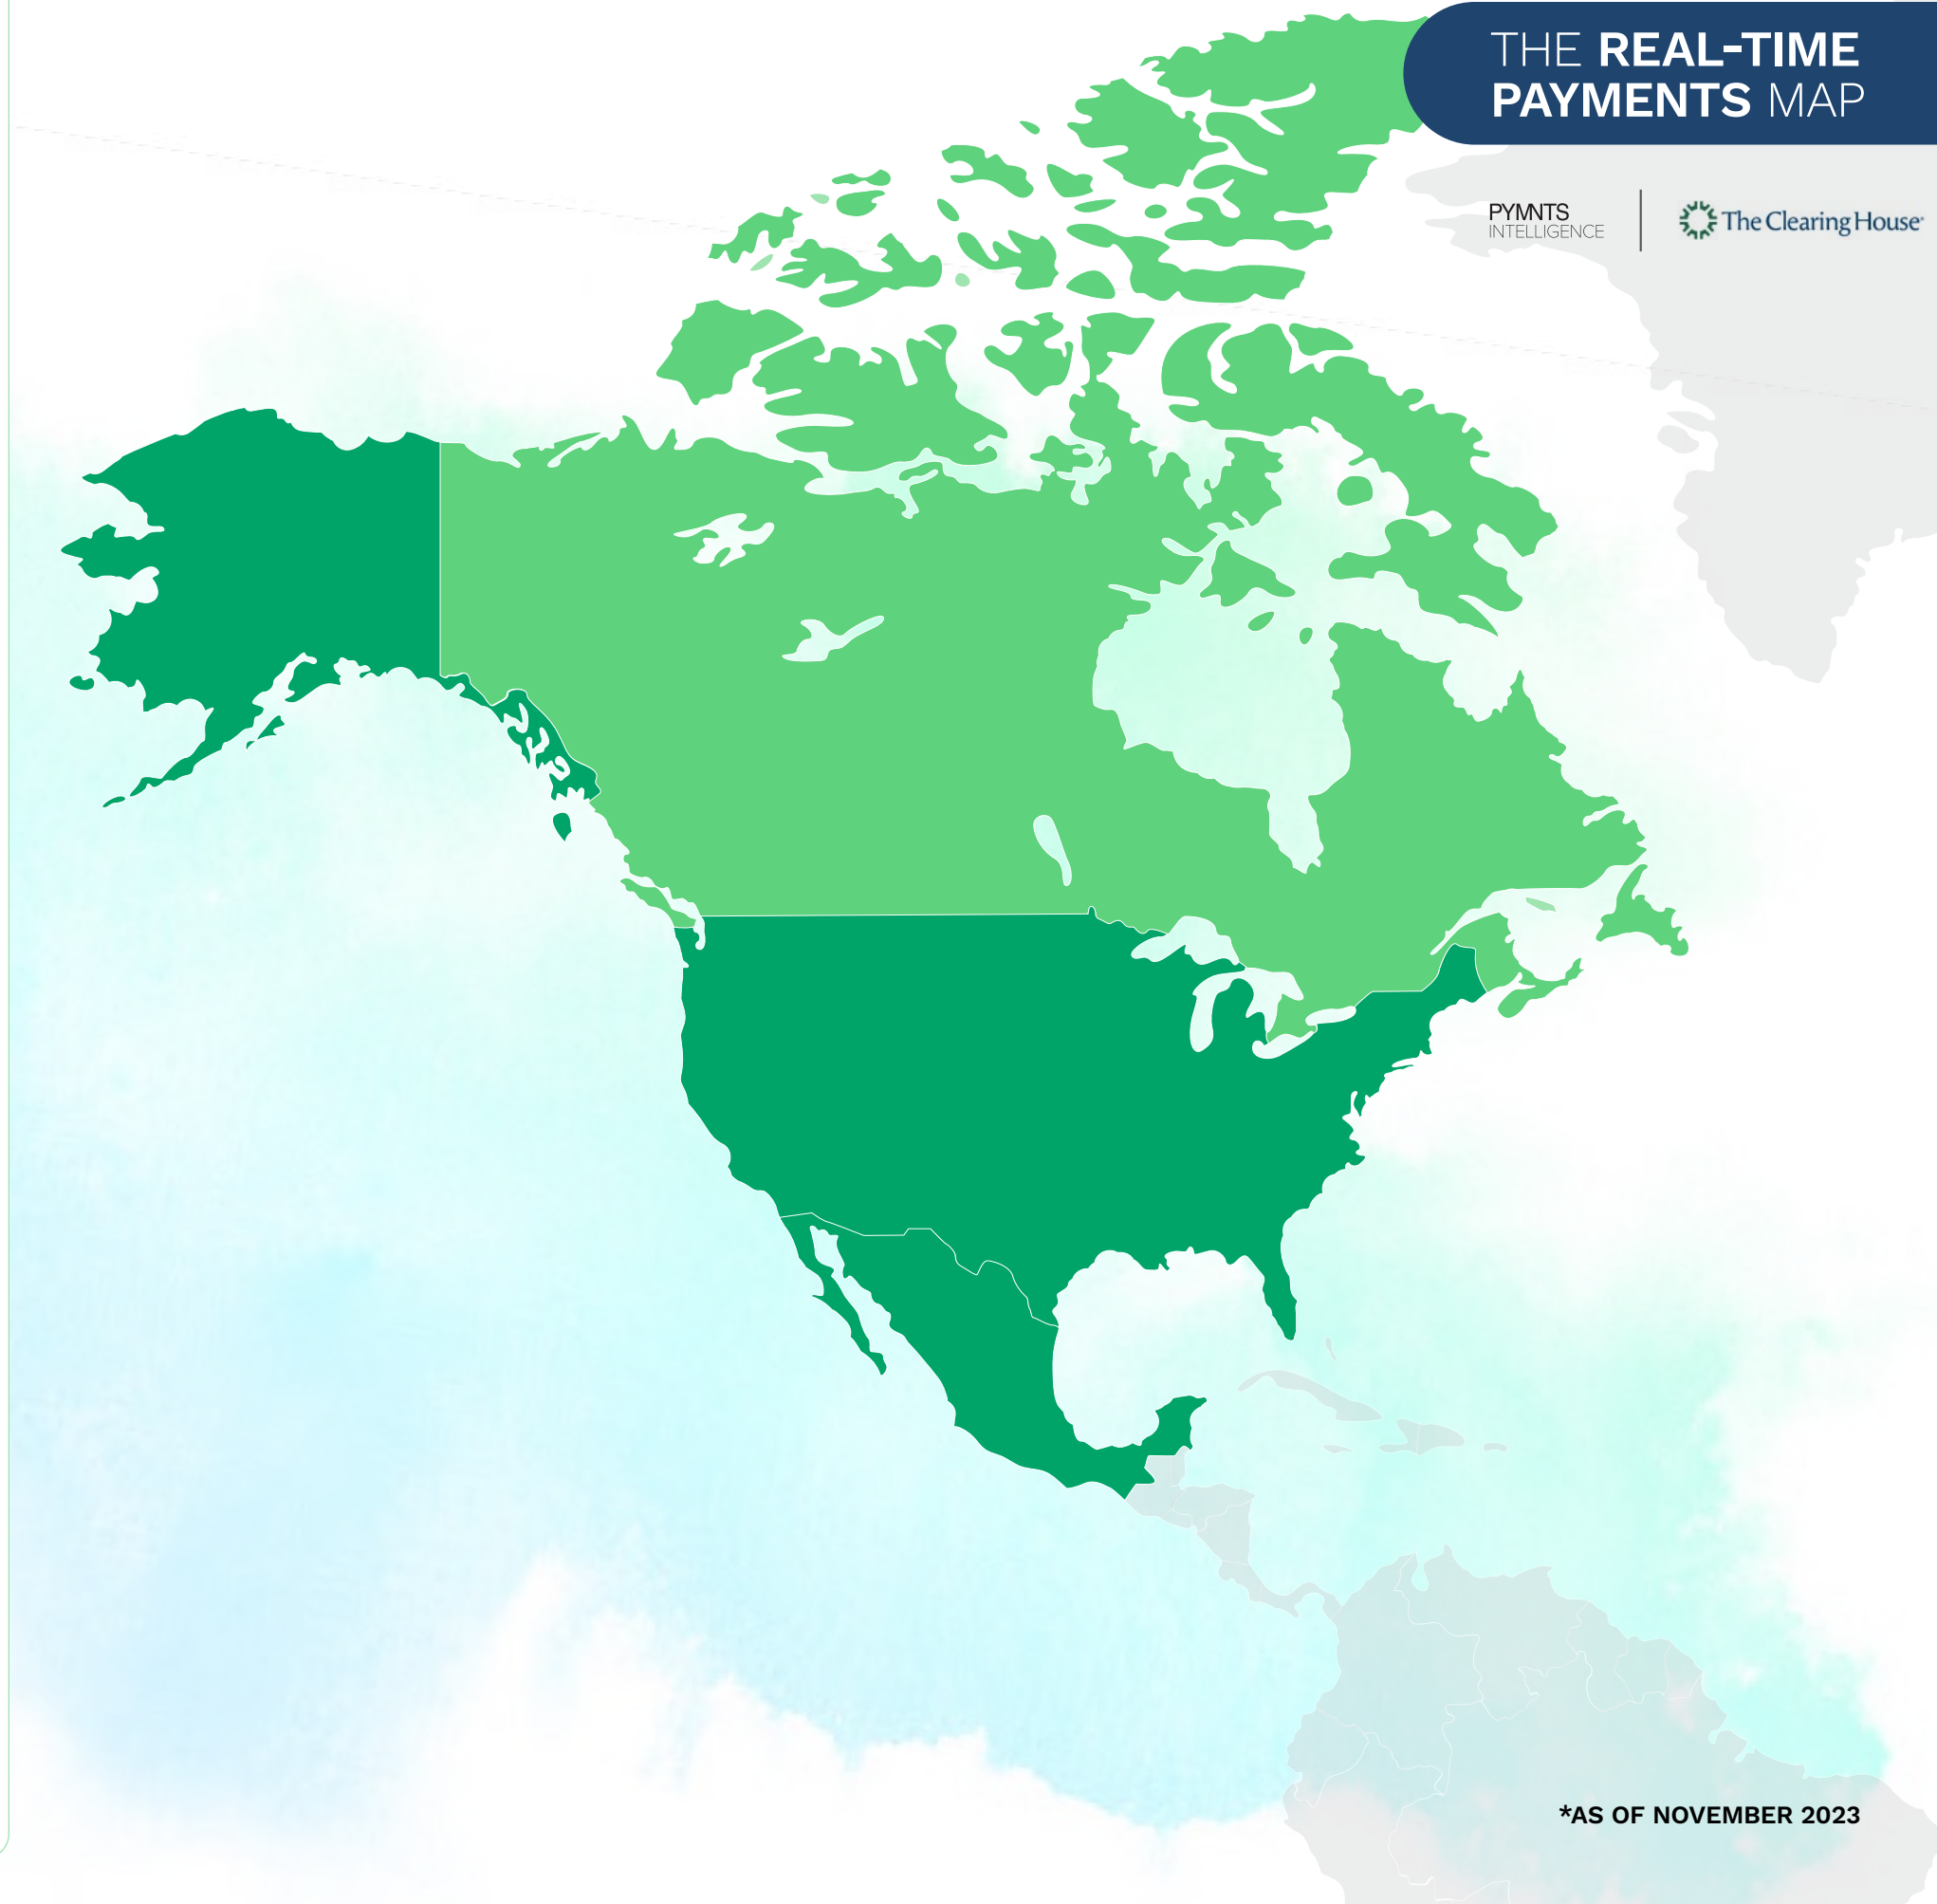 THE REAL-TIME
PAYMENTS MAP
PYMNTS
INTELLIGENCE
The Clearing House
*AS OF NOVEMBER 2023